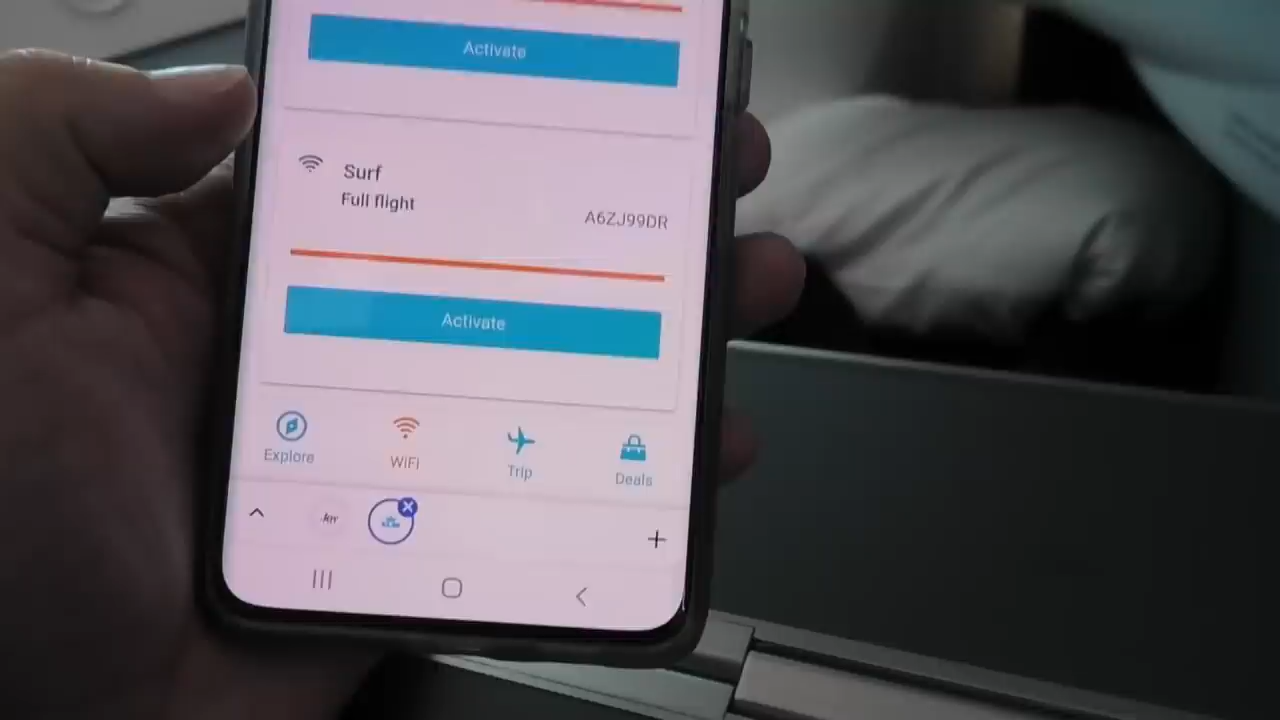 Activate
Surf
Full flight
A6ZJ99DR
Activate
Explore
WiFi
Trip
Deals